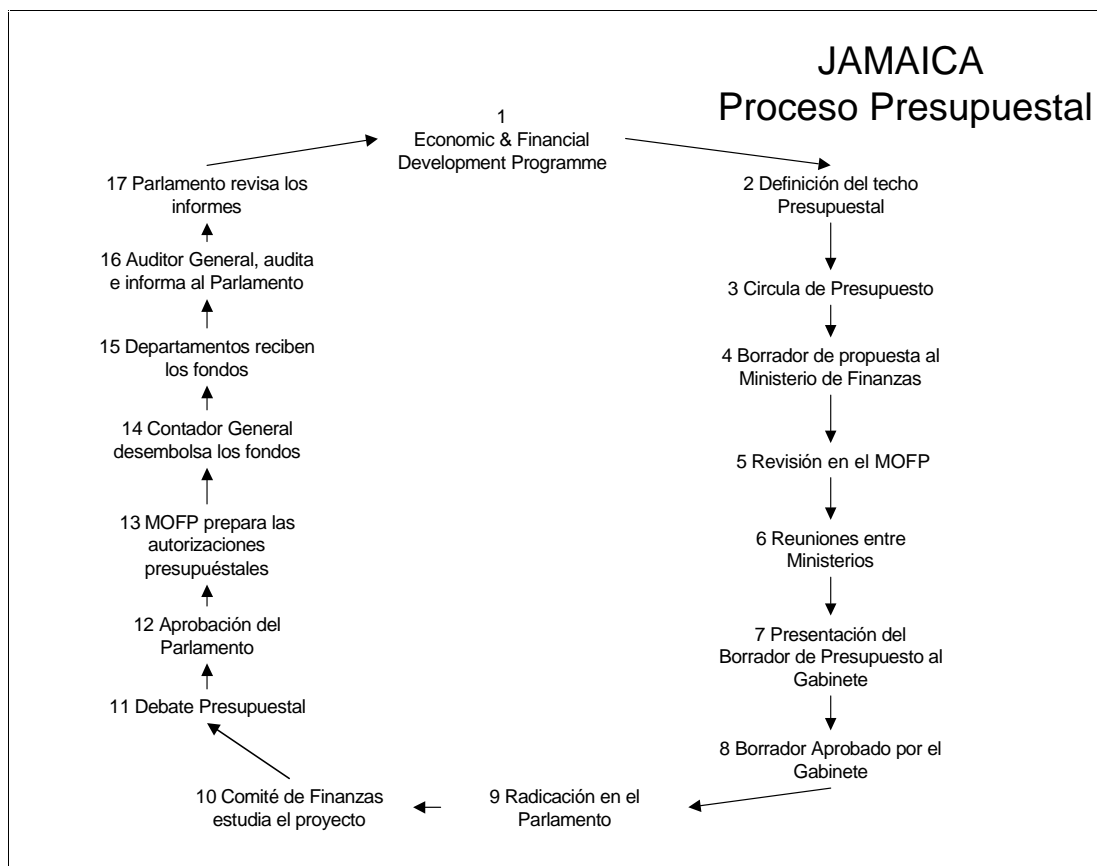 JAMAICA
Proceso Presupuestal
1
Economic & Financial
Development Programme
2 Definición del techo
Presupuestal
3 Circula de Presupuesto
4 Borrador de propuesta al
Ministerio de Finanzas
5 Revisión en el MOFP
6 Reuniones entre
Ministerios
7 Presentación del
Borrador de Presupuesto al
Gabinete
8 Borrador Aprobado por el
Gabinete
9 Radicación en el
Parlamento
10 Comité de Finanzas
estudia el proyecto
11 Debate Presupuestal
12 Aprobación del
Parlamento
13 MOFP prepara las
autorizaciones
presupuéstales
14 Contador General
desembolsa los fondos
15 Departamentos reciben
los fondos
16 Auditor General, audita
e informa al Parlamento
17 Parlamento revisa los
informes